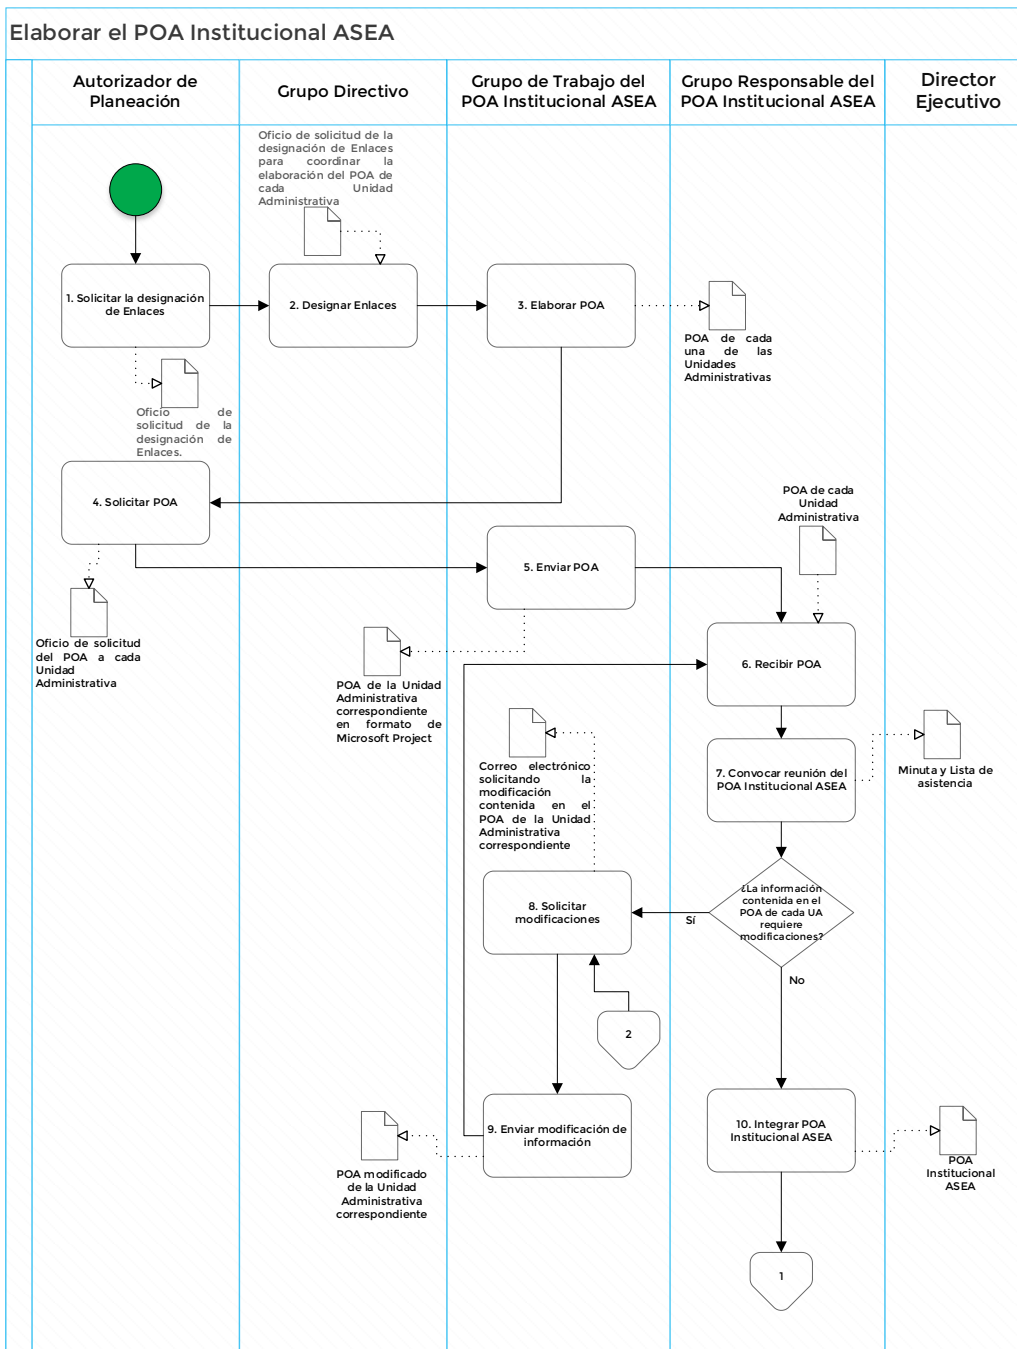 Elaborar el POA Institucional ASEA
Autorizador de
Planeación
Grupo Directivo
Grupo de Trabajo del
POA Institucional ASEA
Grupo Responsable del
POA Institucional ASEA
Director
Ejecutivo
Oficio de solicitud de la
designación de Enlaces
para coordinar la
elaboración del POA de
cada Unidad
Administrativa
1. Solicitar la designación
de Enlaces
2. Designar Enlaces
3. Elaborar POA
POA de cada
una de las
Unidades
Administrativas
Oficio de
solicitud de la
designación de
Enlaces.
4. Solicitar POA
POA de cada
Unidad
Administrativa
5. Enviar POA
Oficio de solicitud
del POA a cada
Unidad
Administrativa
POA de la Unidad
Administrativa
correspondiente
en formato de
Microsoft Project
6. Recibir POA
7. Convocar reunión del
POA Institucional ASEA
Minuta y Lista de
asistencia
Correo electrónico
solicitando la
modificación
contenida en el
POA de la Unidad
Administrativa
correspondiente
¿La información
contenida en el
POA de cada UA
requiere
modificaciones?
Sí
No
8. Solicitar
modificaciones
2
9. Enviar modificación de
información
POA modificado
de la Unidad
Administrativa
correspondiente
10. Integrar POA
Institucional ASEA
POA
Institucional
ASEA
1